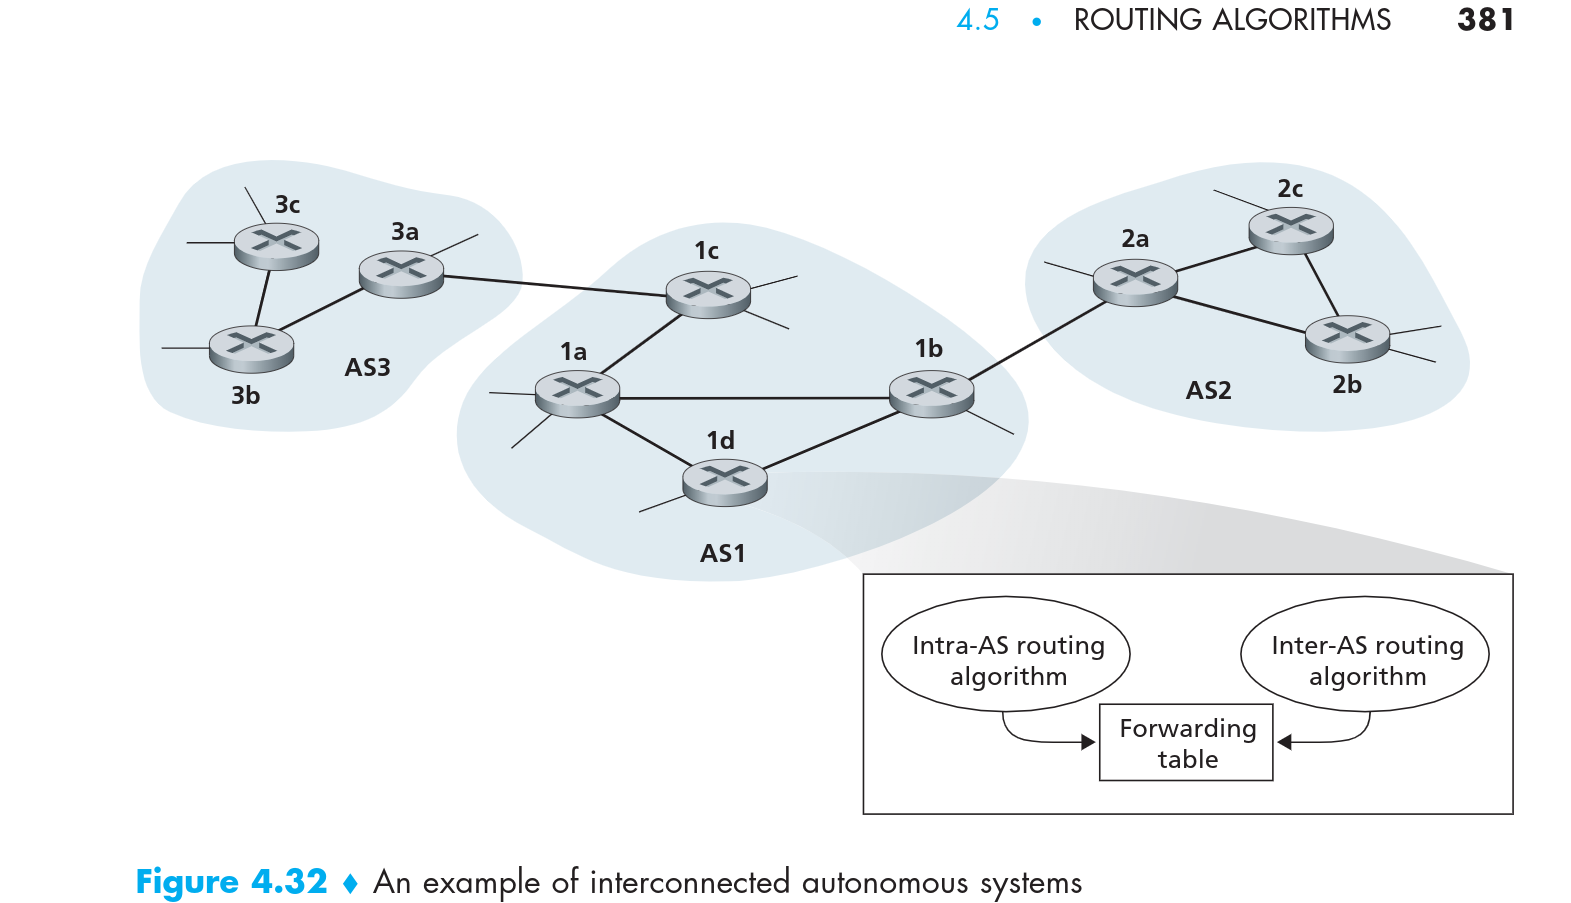 4.5 • ROUTING ALGORITHMS 381
3c
3a
3b
AS3
1c
1a
1b
1d
AS1
2c
2a
2b
AS2
Intra-AS routing
algorithm
Inter-AS routing
algorithm
Forwarding
table
Figure 4.32 ♦ An example of interconnected autonomous systems